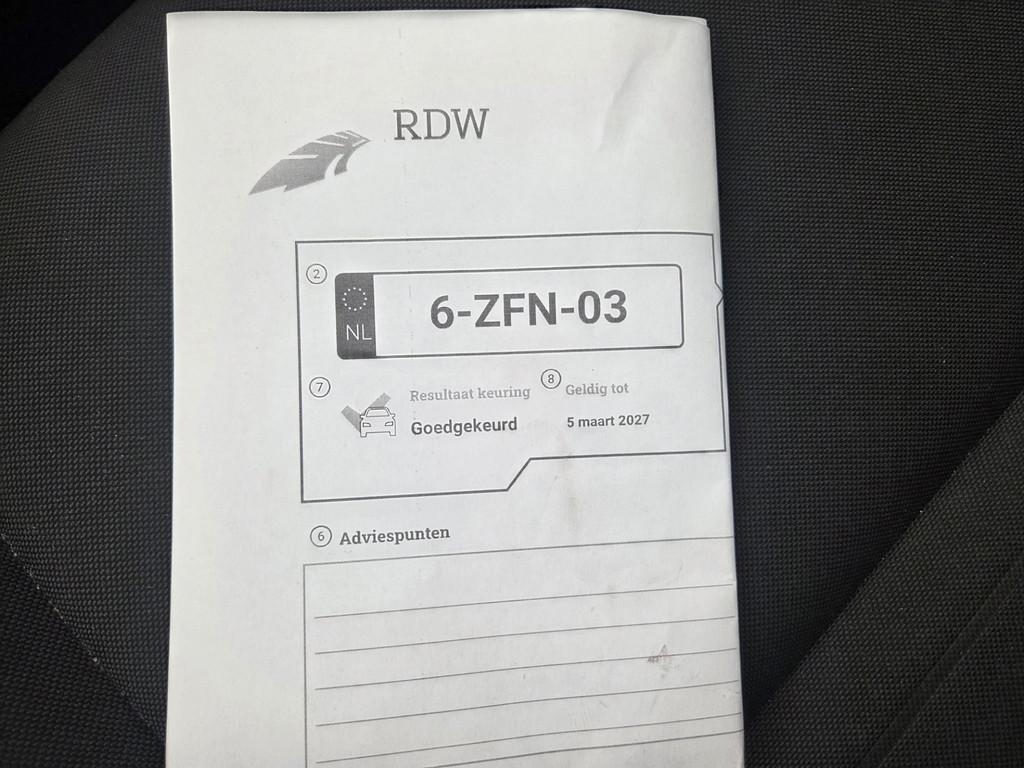 RDW
2
NL
6-ZFN-03
7 Resultaat keuring 8 Geldig tot
Goedgekeurd 5 maart 2027
6 Adviespunten